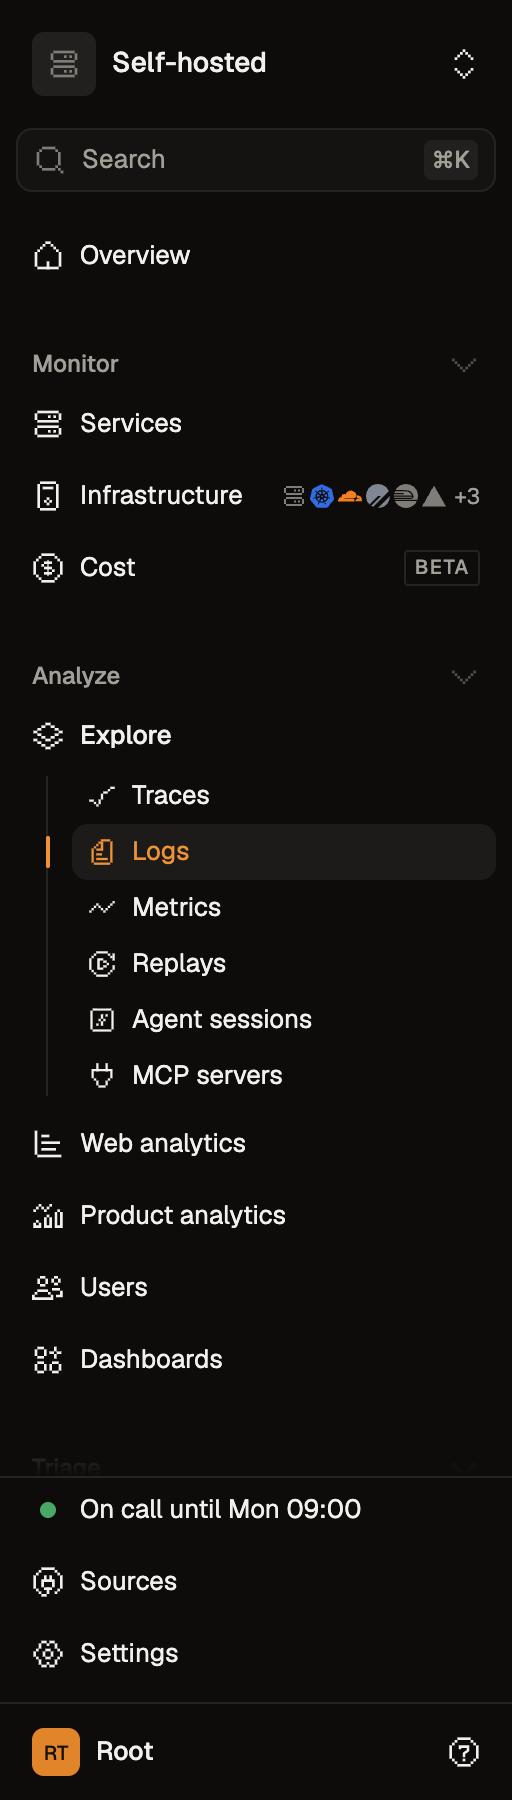 Self-hosted
Search ⌘K
Overview
Monitor
Services
Infrastructure +3
Cost BETA
Analyze
Explore
Traces
Logs
Metrics
Replays
Agent sessions
MCP servers
Web analytics
Product analytics
Users
Dashboards
Triage
On call until Mon 09:00
Sources
Settings
RT Root ?